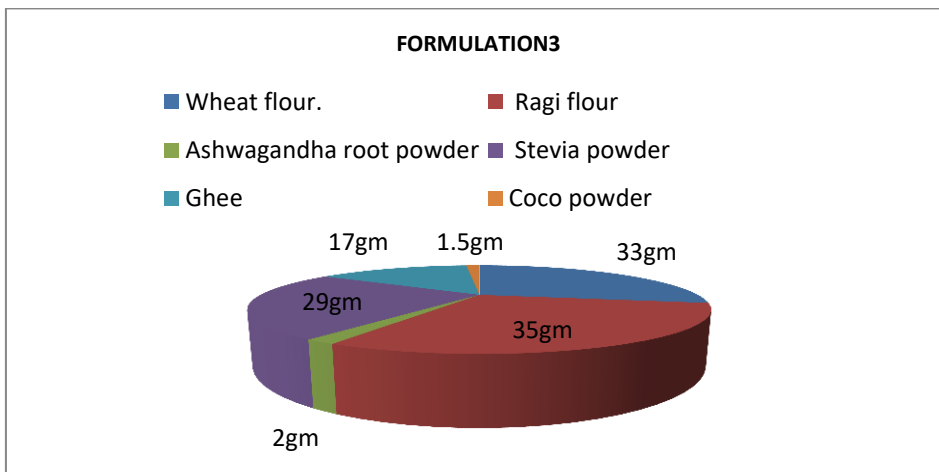 FORMULATION3
Wheat flour. Ragi flour
Ashwagandha root powder Stevia powder
Ghee Coco powder
17gm 1.5gm 33gm
29gm
35gm
2gm